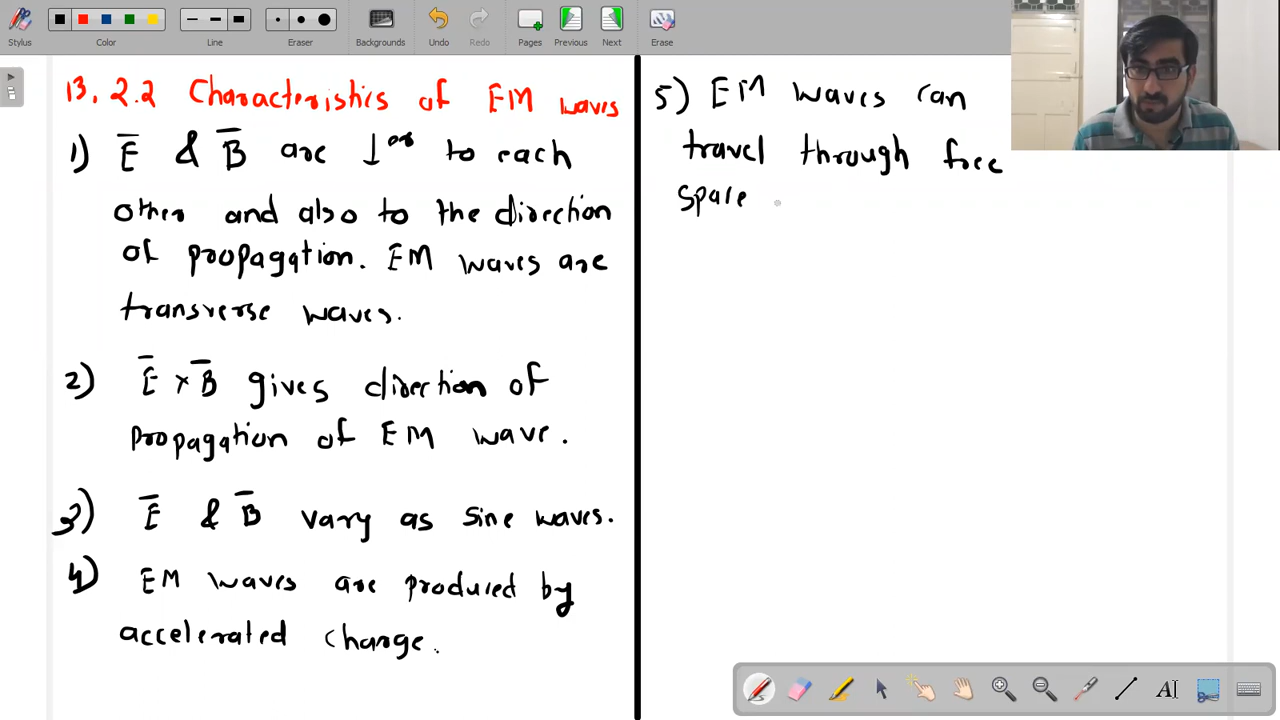 Stylus
Color
Line
Eraser
Backgrounds
Undo
Redo
Pages
Previous
Next
Erase
13.2.2 Characteristics of EM waves
1) E̅ & B̅ are ⊥ar to each
other and also to the direction
of propagation. EM waves are
transverse waves.
2) E̅ × B̅ gives direction of
propagation of EM wave.
3) E̅ & B̅ vary as sine waves.
4) EM waves are produced by
accelerated charge.
5) EM waves can
travel through free
space
AI